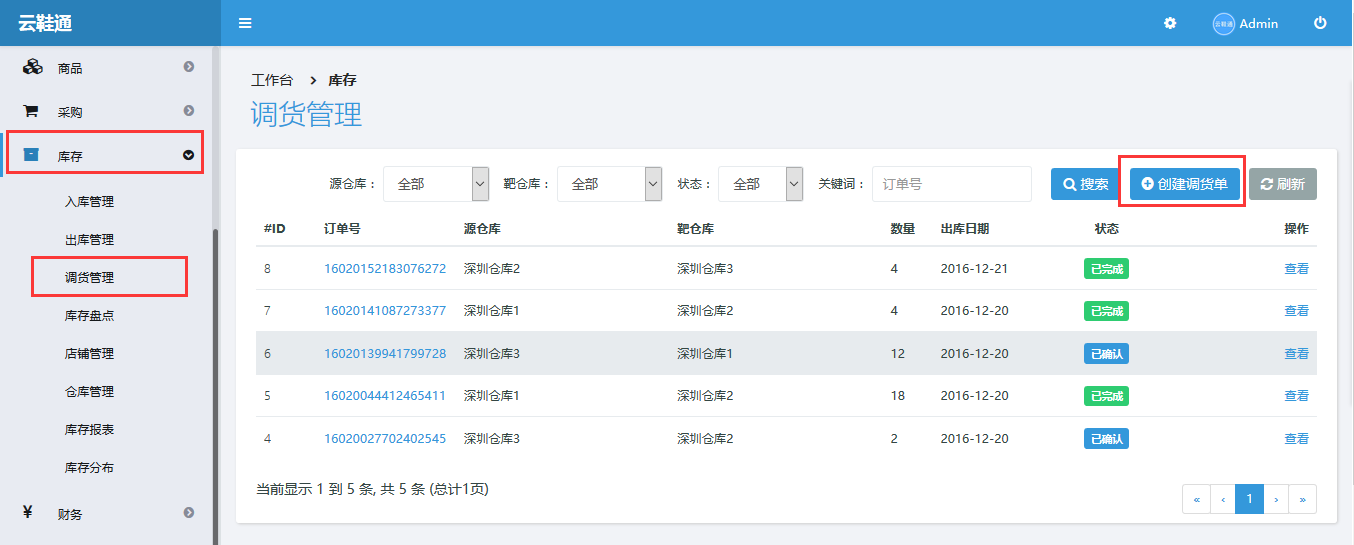 云鞋通
云鞋通 Admin
商品
采购
库存
入库管理
出库管理
调货管理
库存盘点
店铺管理
仓库管理
库存报表
库存分布
¥ 财务
工作台 > 库存
调货管理
源仓库： 全部 靶仓库： 全部 状态： 全部 关键词： 订单号 搜索 创建调货单 刷新
#ID 订单号 源仓库 靶仓库 数量 出库日期 状态 操作
8 16020152183076272 深圳仓库2 深圳仓库3 4 2016-12-21 已完成 查看
7 16020141087273377 深圳仓库1 深圳仓库2 4 2016-12-20 已完成 查看
6 16020139941799728 深圳仓库3 深圳仓库1 12 2016-12-20 已确认 查看
5 16020044412465411 深圳仓库1 深圳仓库2 18 2016-12-20 已完成 查看
4 16020027702402545 深圳仓库3 深圳仓库2 2 2016-12-20 已确认 查看
当前显示 1 到 5 条, 共 5 条 (总计1页)
« ‹ 1 › »